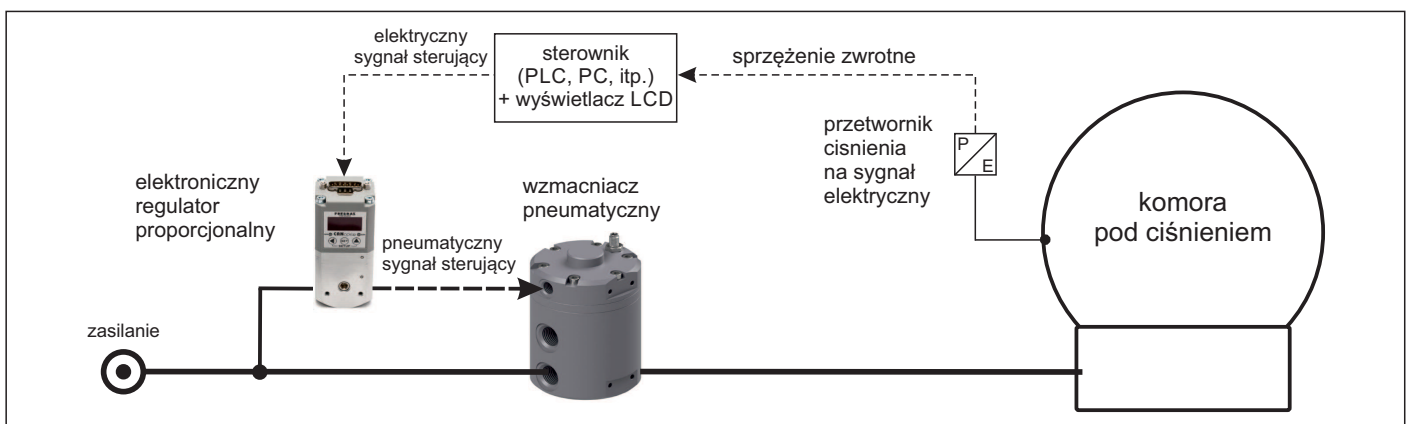 elektryczny
sygnał sterujący
sterownik
(PLC, PC, itp.)
+ wyświetlacz LCD
sprzężenie zwrotne
przetwornik
cisnienia
na sygnał
elektryczny
P
E
komora
pod ciśnieniem
elektroniczny
regulator
proporcjonalny
wzmacniacz
pneumatyczny
pneumatyczny
sygnał sterujący
zasilanie